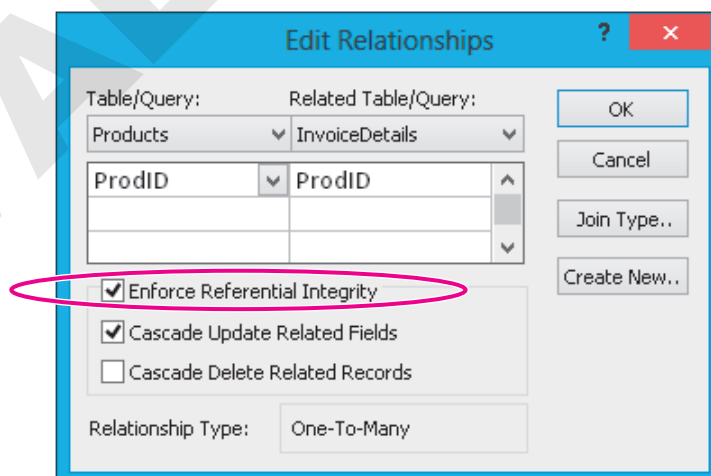 Edit Relationships ? ×
Table/Query: Related Table/Query:
OK
Products InvoiceDetails
Cancel
ProdID ProdID
Join Type..
Create New..
Enforce Referential Integrity
Cascade Update Related Fields
Cascade Delete Related Records
Relationship Type: One-To-Many